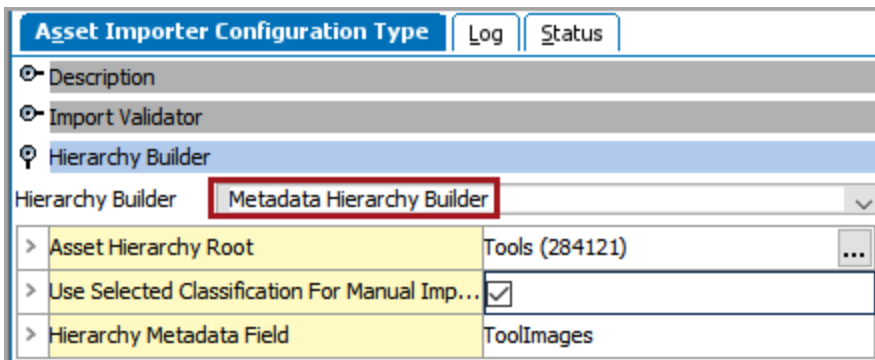 Asset Importer Configuration Type Log Status
Description
Import Validator
Hierarchy Builder
Hierarchy Builder Metadata Hierarchy Builder
Asset Hierarchy Root Tools (284121) ...
Use Selected Classification For Manual Imp...
Hierarchy Metadata Field ToolImages